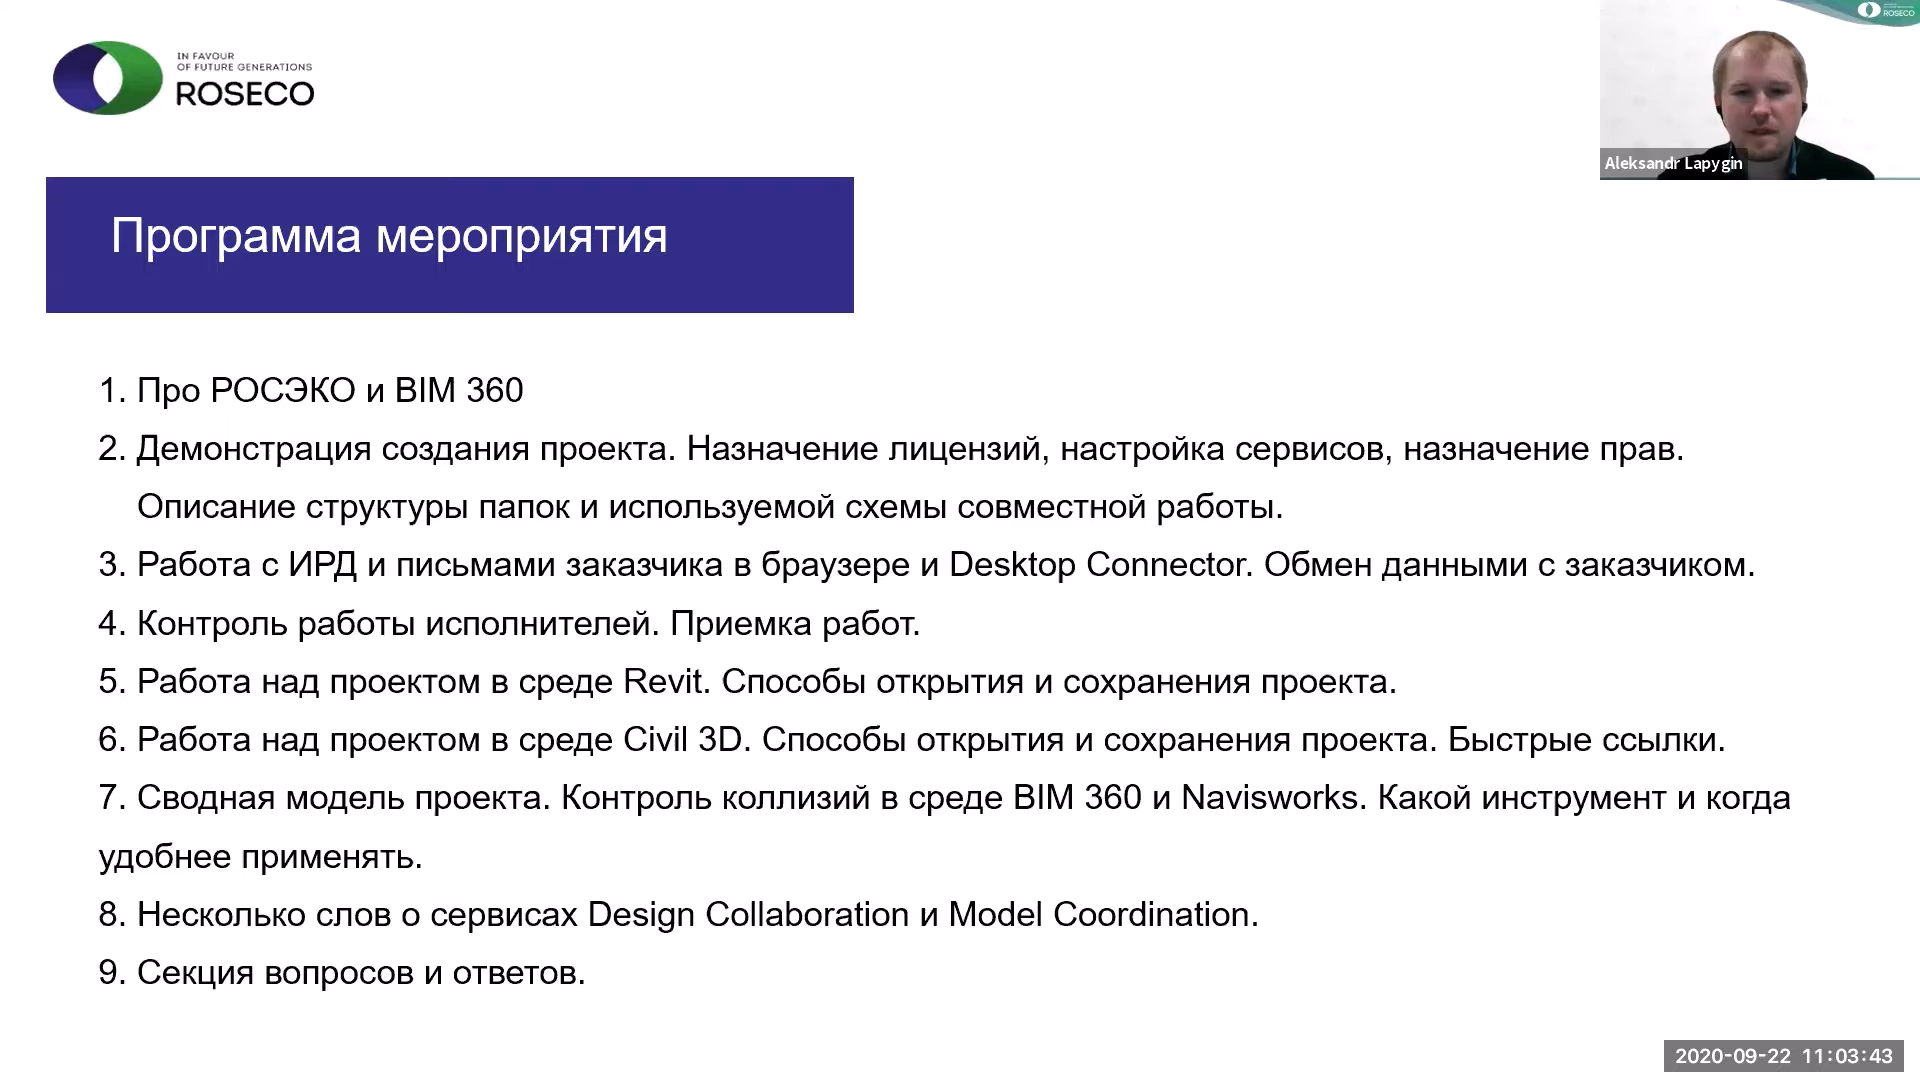 IN FAVOUR
OF FUTURE GENERATIONS
ROSECO
ROSECO
Aleksandr Lapygin
Программа мероприятия
1. Про РОСЭКО и BIM 360
2. Демонстрация создания проекта. Назначение лицензий, настройка сервисов, назначение прав.
Описание структуры папок и используемой схемы совместной работы.
3. Работа с ИРД и письмами заказчика в браузере и Desktop Connector. Обмен данными с заказчиком.
4. Контроль работы исполнителей. Приемка работ.
5. Работа над проектом в среде Revit. Способы открытия и сохранения проекта.
6. Работа над проектом в среде Civil 3D. Способы открытия и сохранения проекта. Быстрые ссылки.
7. Сводная модель проекта. Контроль коллизий в среде BIM 360 и Navisworks. Какой инструмент и когда
удобнее применять.
8. Несколько слов о сервисах Design Collaboration и Model Coordination.
9. Секция вопросов и ответов.
2020-09-22 11:03:43